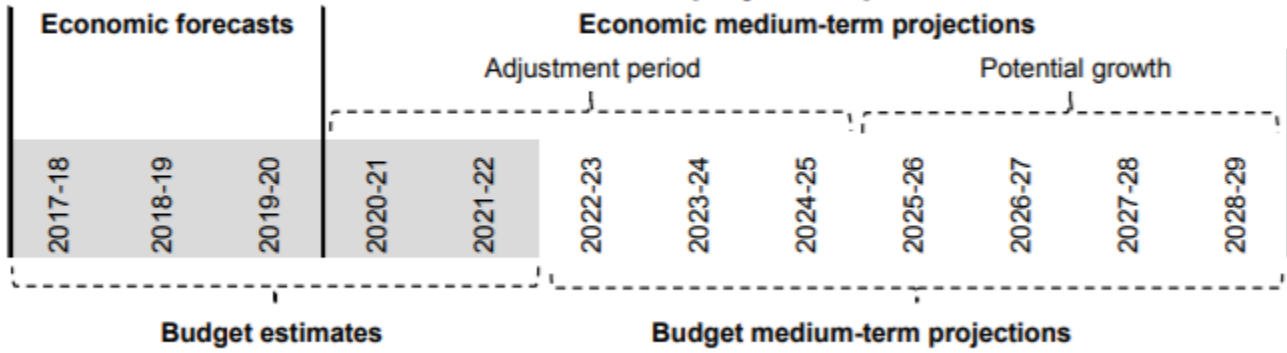 Economic forecasts
Economic medium-term projections
Adjustment period
Potential growth
2017-18
2018-19
2019-20
2020-21
2021-22
2022-23
2023-24
2024-25
2025-26
2026-27
2027-28
2028-29
Budget estimates
Budget medium-term projections